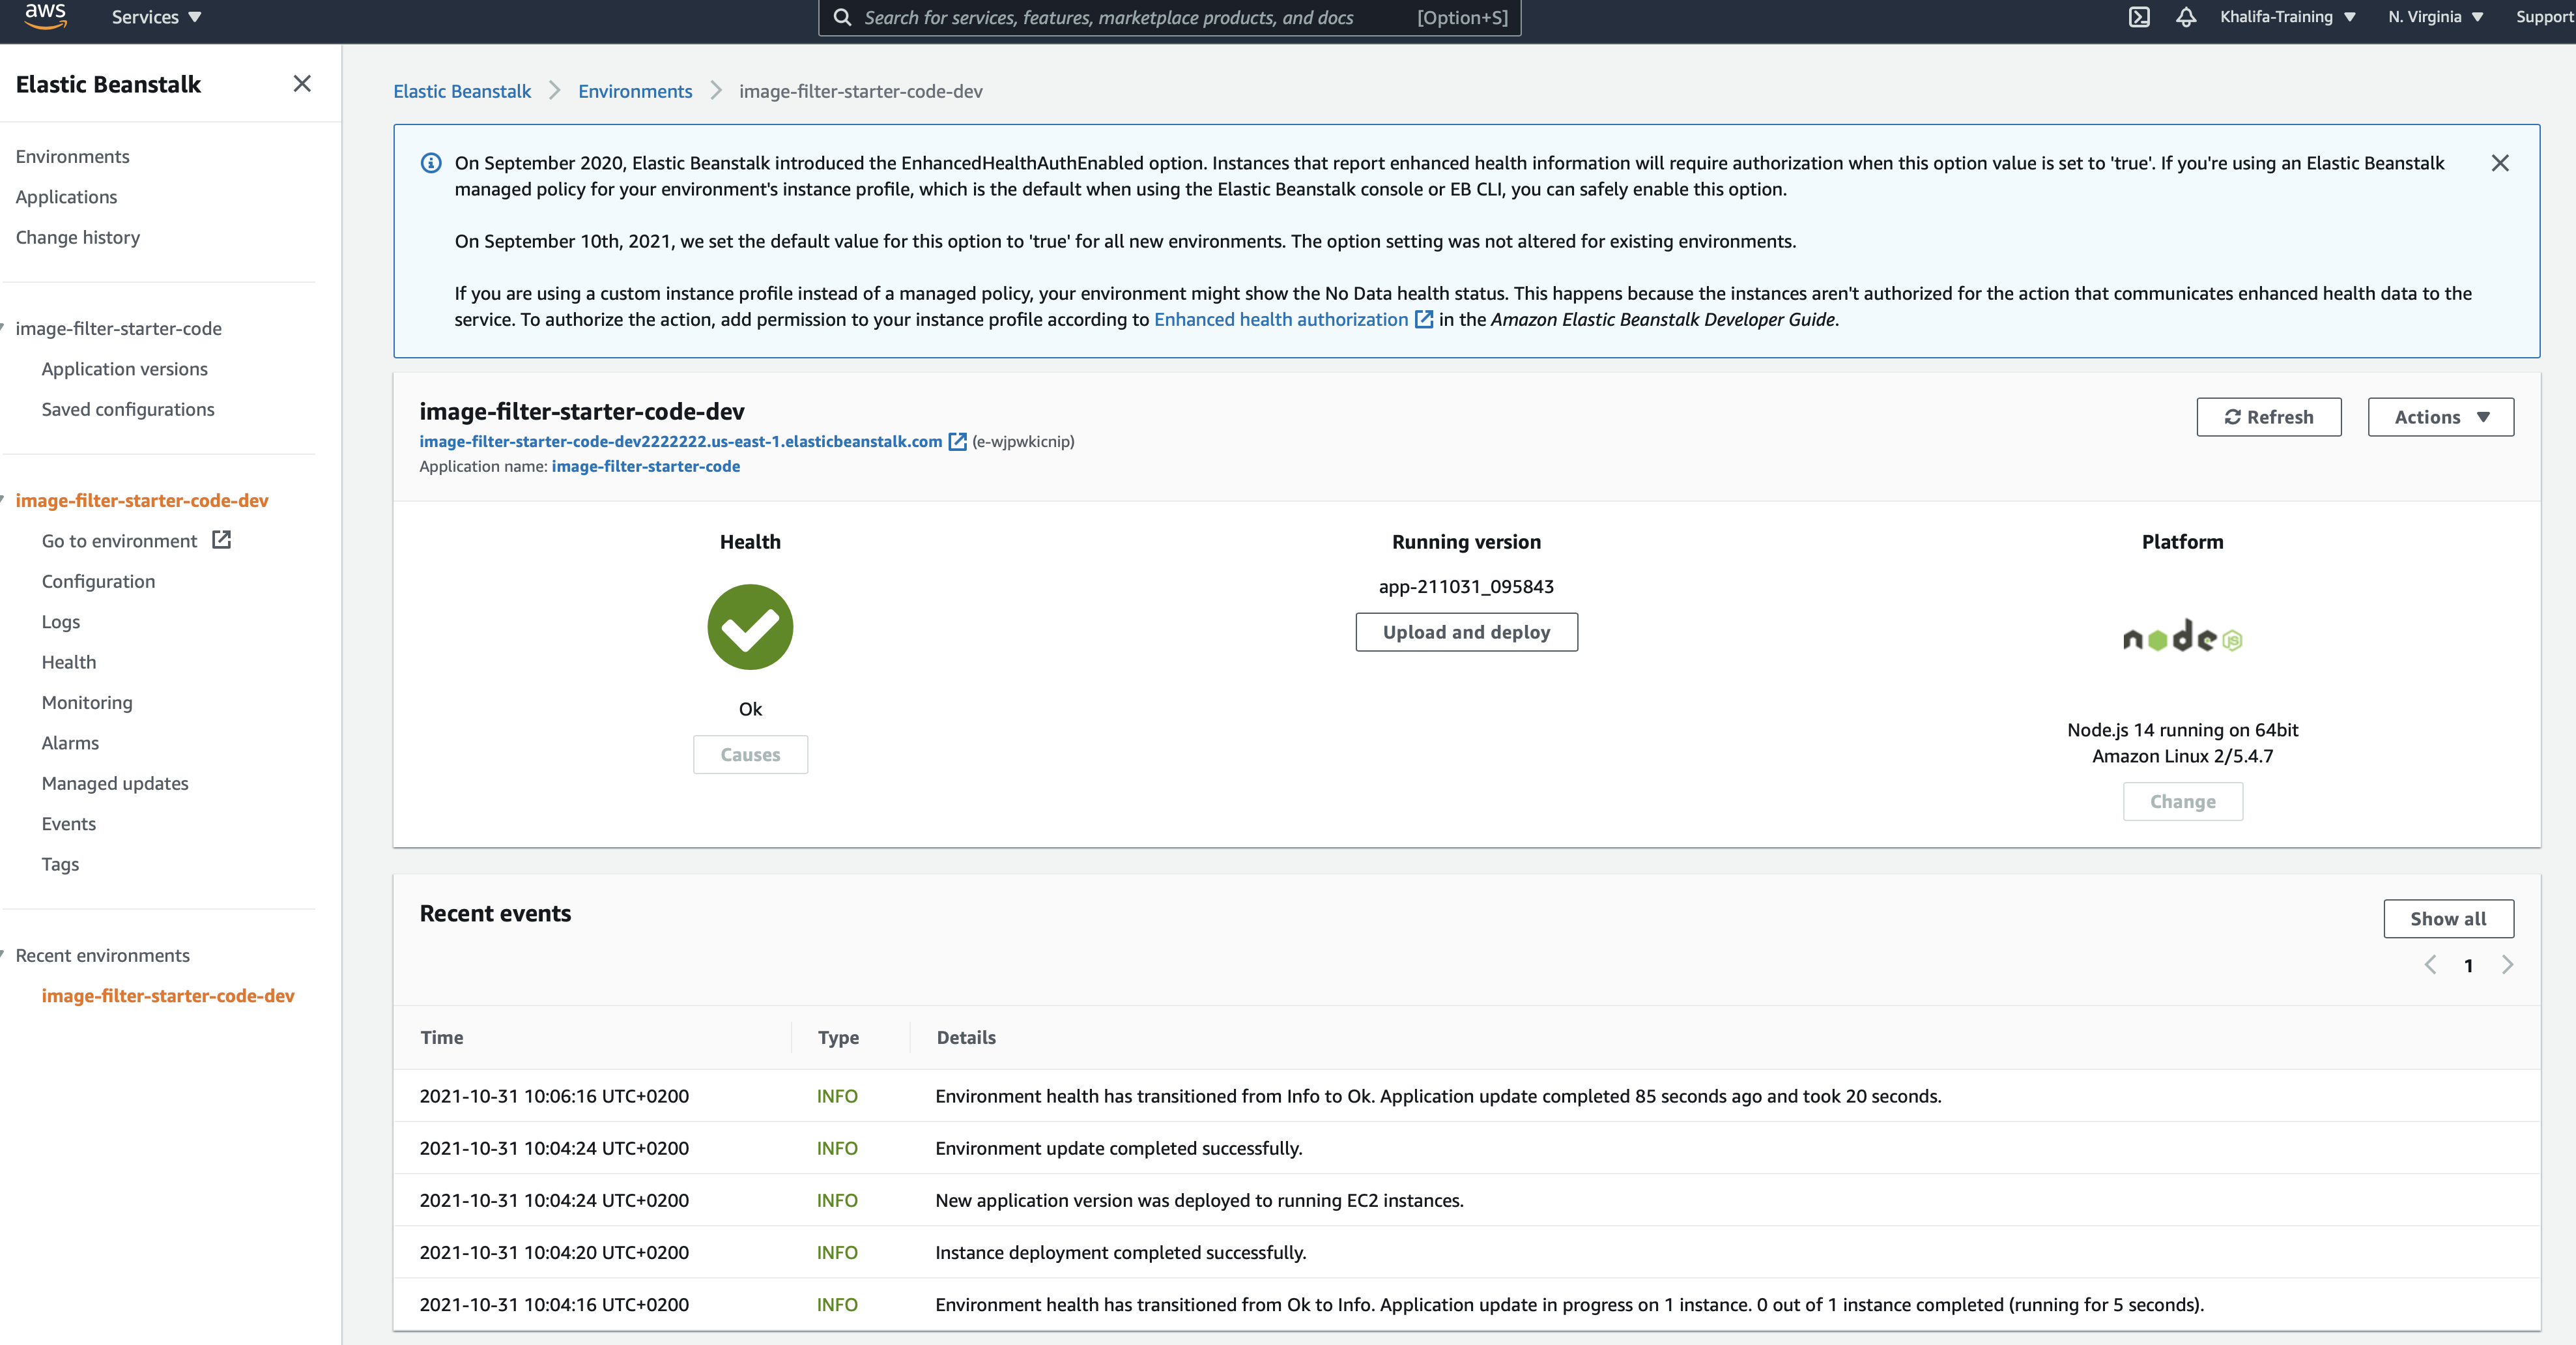 aws
Services ▼
Search for services, features, marketplace products, and docs [Option+S]
Khalifa-Training ▼
N. Virginia ▼
Support
Elastic Beanstalk
Environments
Applications
Change history
image-filter-starter-code
Application versions
Saved configurations
image-filter-starter-code-dev
Go to environment
Configuration
Logs
Health
Monitoring
Alarms
Managed updates
Events
Tags
Recent environments
image-filter-starter-code-dev
Elastic Beanstalk > Environments > image-filter-starter-code-dev
On September 2020, Elastic Beanstalk introduced the EnhancedHealthAuthEnabled option. Instances that report enhanced health information will require authorization when this option value is set to 'true'. If you're using an Elastic Beanstalk
managed policy for your environment's instance profile, which is the default when using the Elastic Beanstalk console or EB CLI, you can safely enable this option.
On September 10th, 2021, we set the default value for this option to 'true' for all new environments. The option setting was not altered for existing environments.
If you are using a custom instance profile instead of a managed policy, your environment might show the No Data health status. This happens because the instances aren't authorized for the action that communicates enhanced health data to the
service. To authorize the action, add permission to your instance profile according to Enhanced health authorization in the Amazon Elastic Beanstalk Developer Guide.
image-filter-starter-code-dev
image-filter-starter-code-dev2222222.us-east-1.elasticbeanstalk.com (e-wjpwkicnip)
Application name: image-filter-starter-code
Refresh
Actions ▼
Health
Ok
Causes
Running version
app-211031_095843
Upload and deploy
Platform
node JS
Node.js 14 running on 64bit
Amazon Linux 2/5.4.7
Change
Recent events
Show all
< 1 >
Time Type Details
2021-10-31 10:06:16 UTC+0200 INFO Environment health has transitioned from Info to Ok. Application update completed 85 seconds ago and took 20 seconds.
2021-10-31 10:04:24 UTC+0200 INFO Environment update completed successfully.
2021-10-31 10:04:24 UTC+0200 INFO New application version was deployed to running EC2 instances.
2021-10-31 10:04:20 UTC+0200 INFO Instance deployment completed successfully.
2021-10-31 10:04:16 UTC+0200 INFO Environment health has transitioned from Ok to Info. Application update in progress on 1 instance. 0 out of 1 instance completed (running for 5 seconds).